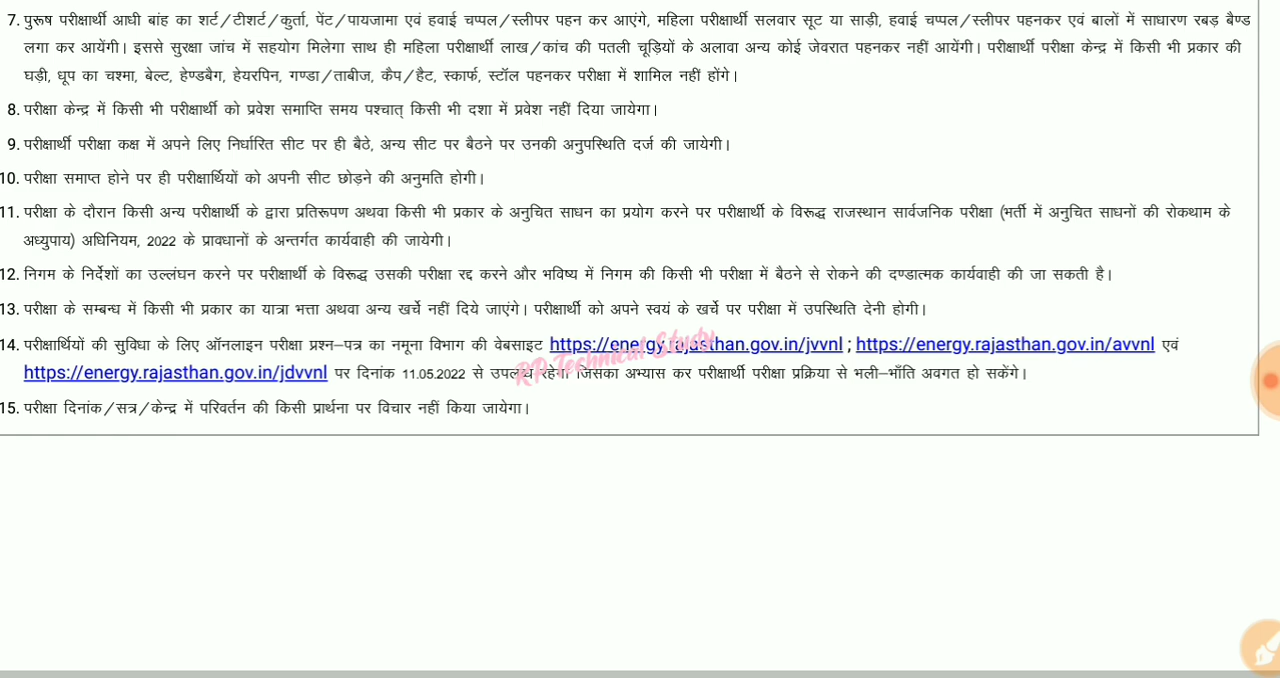 7. पुरूष परीक्षार्थी आधी बांह का शर्ट/टीशर्ट/कुर्ता, पेंट/पायजामा एवं हवाई चप्पल/स्लीपर पहन कर आएंगे, महिला परीक्षार्थी सलवार सूट या साड़ी, हवाई चप्पल/स्लीपर पहनकर एवं बालों में साधारण रबड़ बैण्ड
लगा कर आयेंगी। इससे सुरक्षा जांच में सहयोग मिलेगा साथ ही महिला परीक्षार्थी लाख/कांच की पतली चूड़ियों के अलावा अन्य कोई जेवरात पहनकर नहीं आयेंगी। परीक्षार्थी परीक्षा केन्द्र में किसी भी प्रकार की
घड़ी, धूप का चश्मा, बेल्ट, हेण्डबैग, हेयरपिन, गण्डा/ताबीज, कैप/हैट, स्कार्फ, स्टॉल पहनकर परीक्षा में शामिल नहीं होंगे।
8. परीक्षा केन्द्र में किसी भी परीक्षार्थी को प्रवेश समाप्ति समय पश्चात् किसी भी दशा में प्रवेश नहीं दिया जायेगा।
9. परीक्षार्थी परीक्षा कक्ष में अपने लिए निर्धारित सीट पर ही बैठे, अन्य सीट पर बैठने पर उनकी अनुपस्थिति दर्ज की जायेगी।
10. परीक्षा समाप्त होने पर ही परीक्षार्थियों को अपनी सीट छोड़ने की अनुमति होगी।
11. परीक्षा के दौरान किसी अन्य परीक्षार्थी के द्वारा प्रतिरूपण अथवा किसी भी प्रकार के अनुचित साधन का प्रयोग करने पर परीक्षार्थी के विरूद्ध राजस्थान सार्वजनिक परीक्षा (भर्ती में अनुचित साधनों की रोकथाम के
अध्युपाय) अधिनियम, 2022 के प्रावधानों के अन्तर्गत कार्यवाही की जायेगी।
12. निगम के निर्देशों का उल्लंघन करने पर परीक्षार्थी के विरूद्ध उसकी परीक्षा रद्द करने और भविष्य में निगम की किसी भी परीक्षा में बैठने से रोकने की दण्डात्मक कार्यवाही की जा सकती है।
13. परीक्षा के सम्बन्ध में किसी भी प्रकार का यात्रा भत्ता अथवा अन्य खर्चे नहीं दिये जाएंगे। परीक्षार्थी को अपने स्वयं के खर्चे पर परीक्षा में उपस्थिति देनी होगी।
14. परीक्षार्थियों की सुविधा के लिए ऑनलाइन परीक्षा प्रश्न–पत्र का नमूना विभाग की वेबसाइट https://energy.rajasthan.gov.in/jvvnl ; https://energy.rajasthan.gov.in/avvnl एवं
https://energy.rajasthan.gov.in/jdvvnl पर दिनांक 11.05.2022 से उपलब्ध रहेगा जिसका अभ्यास कर परीक्षार्थी परीक्षा प्रक्रिया से भली–भाँति अवगत हो सकेंगे।
RP Technical Study
15. परीक्षा दिनांक/सत्र/केन्द्र में परिवर्तन की किसी प्रार्थना पर विचार नहीं किया जायेगा।